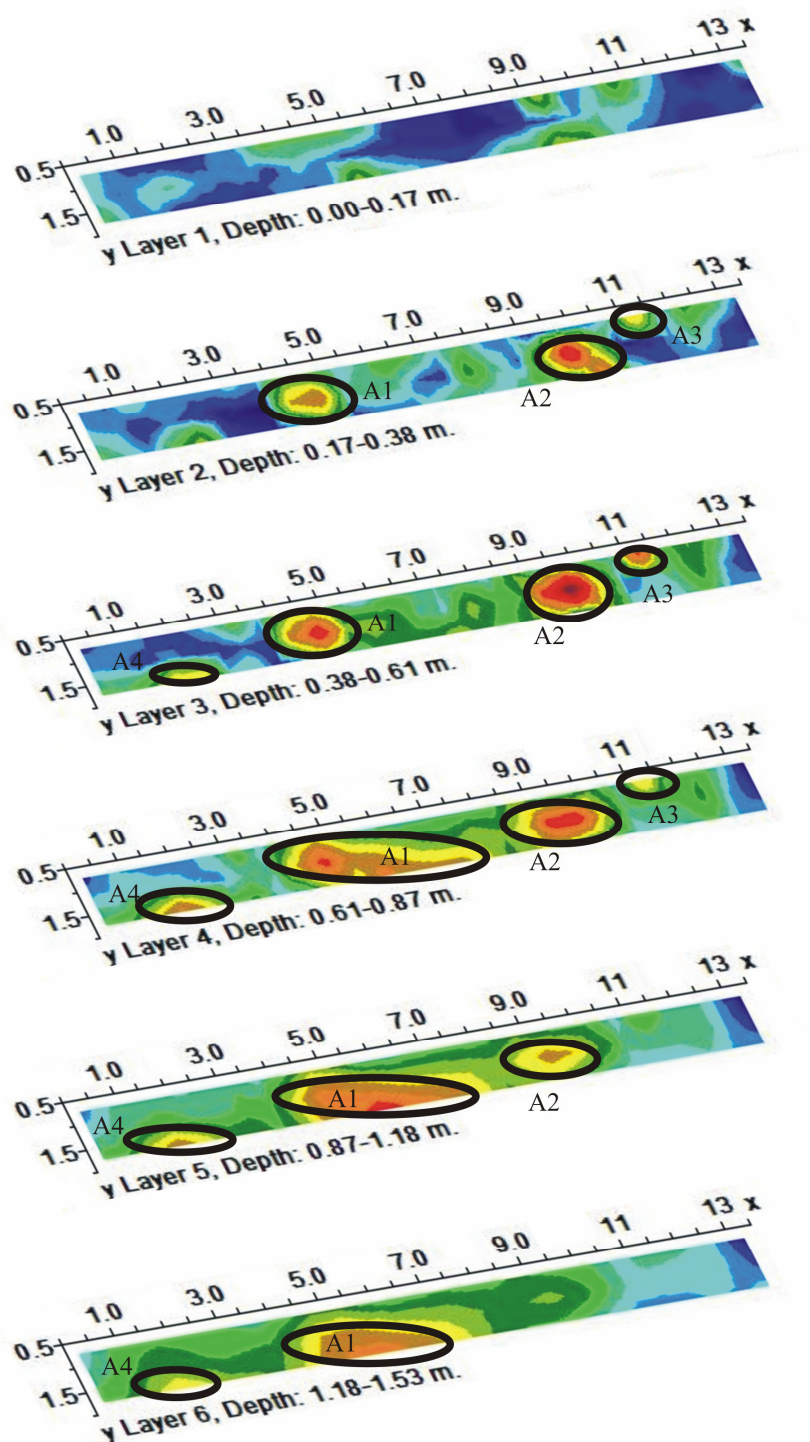 1.0 3.0 5.0 7.0 9.0 11 13 x
0.5
1.5
y Layer 1, Depth: 0.00-0.17 m.
1.0 3.0 5.0 7.0 9.0 11 13 x
0.5
1.5
A1
A2
A3
y Layer 2, Depth: 0.17-0.38 m.
1.0 3.0 5.0 7.0 9.0 11 13 x
0.5
1.5
A4
A1
A2
A3
y Layer 3, Depth: 0.38-0.61 m.
1.0 3.0 5.0 7.0 9.0 11 13 x
0.5
1.5
A4
A1
A2
A3
y Layer 4, Depth: 0.61-0.87 m.
1.0 3.0 5.0 7.0 9.0 11 13 x
0.5
1.5
A4
A1
A2
y Layer 5, Depth: 0.87-1.18 m.
1.0 3.0 5.0 7.0 9.0 11 13 x
0.5
1.5
A4
A1
y Layer 6, Depth: 1.18-1.53 m.